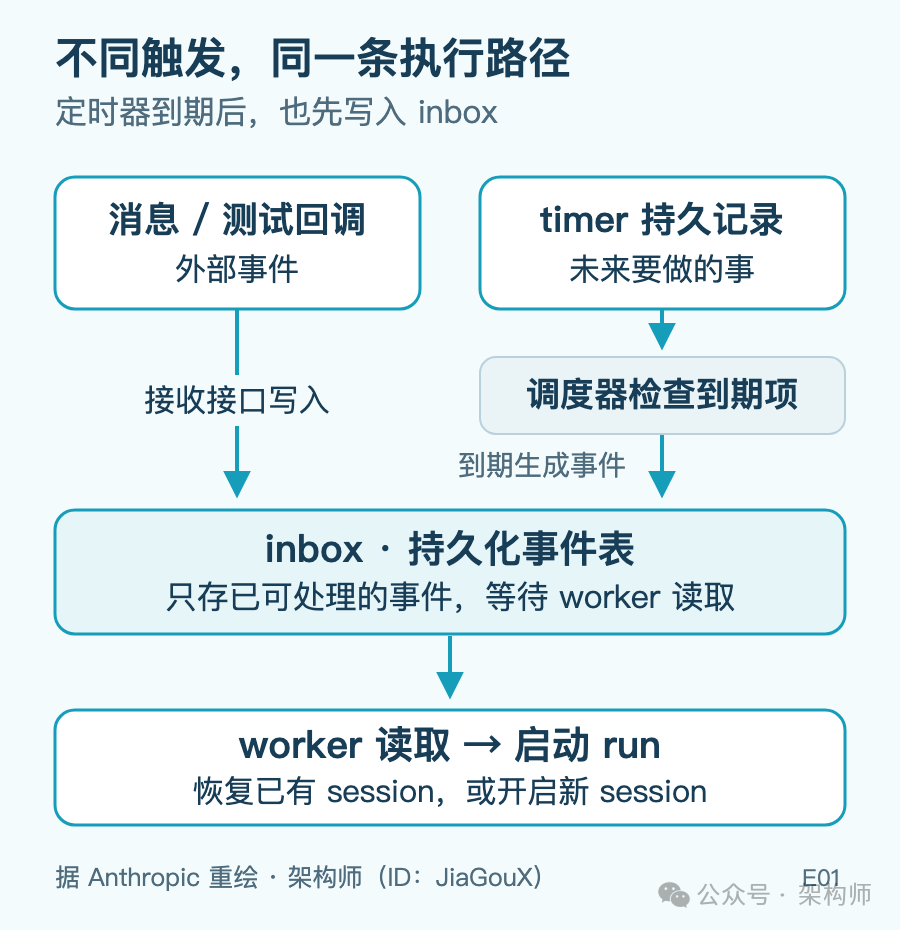 不同触发，同一条执行路径
定时器到期后，也先写入 inbox
消息 / 测试回调
外部事件
timer 持久记录
未来要做的事
接收接口写入
调度器检查到期项
到期生成事件
inbox · 持久化事件表
只存已可处理的事件，等待 worker 读取
worker 读取 → 启动 run
恢复已有 session，或开启新 session
据 Anthropic 重绘 · 架构师（ID：JiaGouX）
E01
公众号 · 架构师